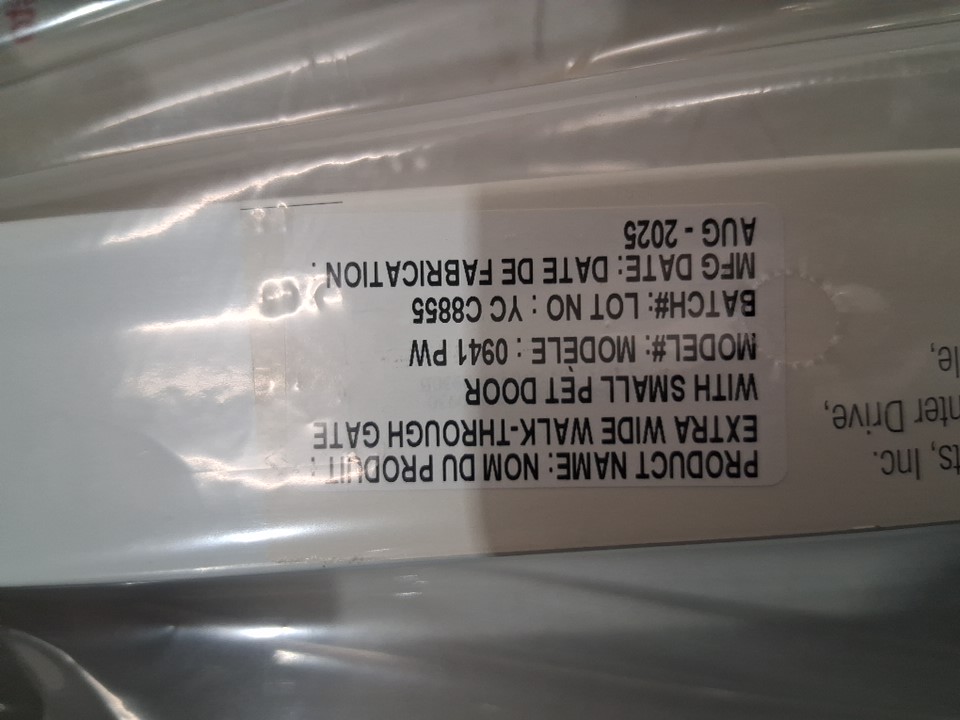 PRODUCT NAME: NOM DU PRODUIT :
EXTRA WIDE WALK-THROUGH GATE
WITH SMALL PET DOOR
MODEL#: MODÈLE : 0941 PW
BATCH#: LOT NO : YC C8855
MFG DATE: DATE DE FABRICATION :
AUG - 2025
ts, Inc.
nter Drive,
le,